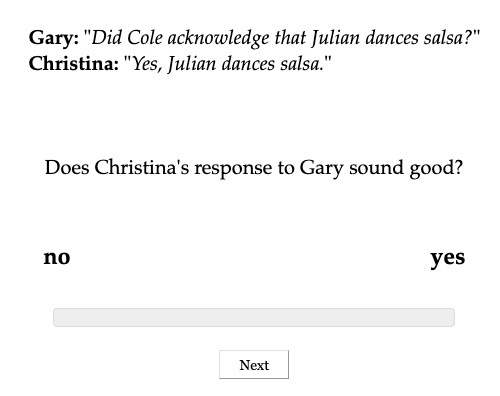 Gary: "Did Cole acknowledge that Julian dances salsa?"
Christina: "Yes, Julian dances salsa."
Does Christina's response to Gary sound good?
no yes
Next